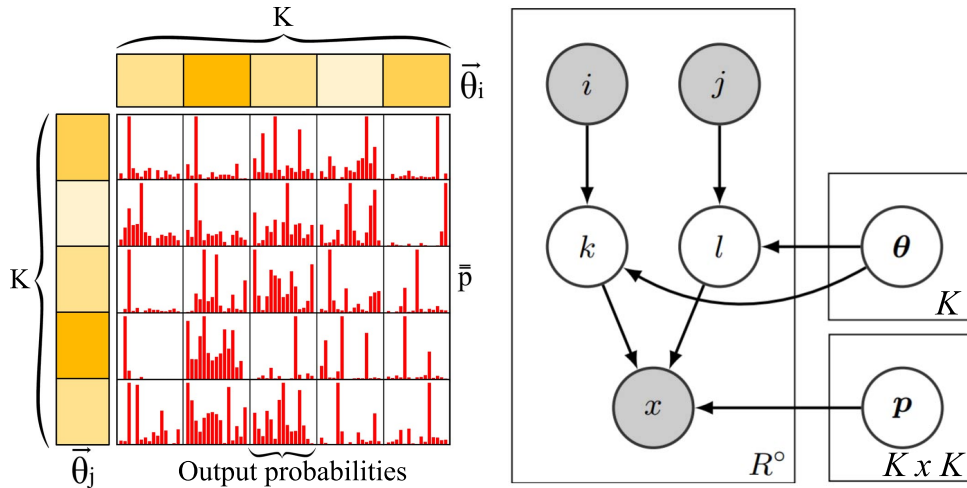 K
θ⃗i
K
p̿
θ⃗j
Output probabilities
i
j
k
l
θ
K
x
p
R°
K x K